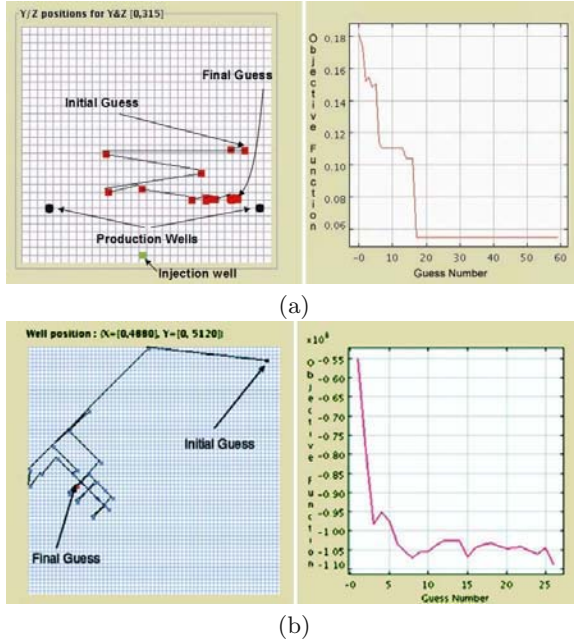 Y/Z positions for Y&Z [0,315]
Final Guess
Initial Guess
Production Wells
Injection well
Objective Function
0.18
0.16
0.14
0.12
0.10
0.08
0.06
-0 10 20 30 40 50 60
Guess Number
(a)
Well position : (X=[0,4880], Y=[0, 5120])
Initial Guess
Final Guess
Objective Function
-0.55
-0.60
-0.65
-0.70
-0.75
-0.80
-0.85
-0.90
-0.95
-1.00
-1.05
-1.10
-0 5 10 15 20 25
Guess Number
(b)